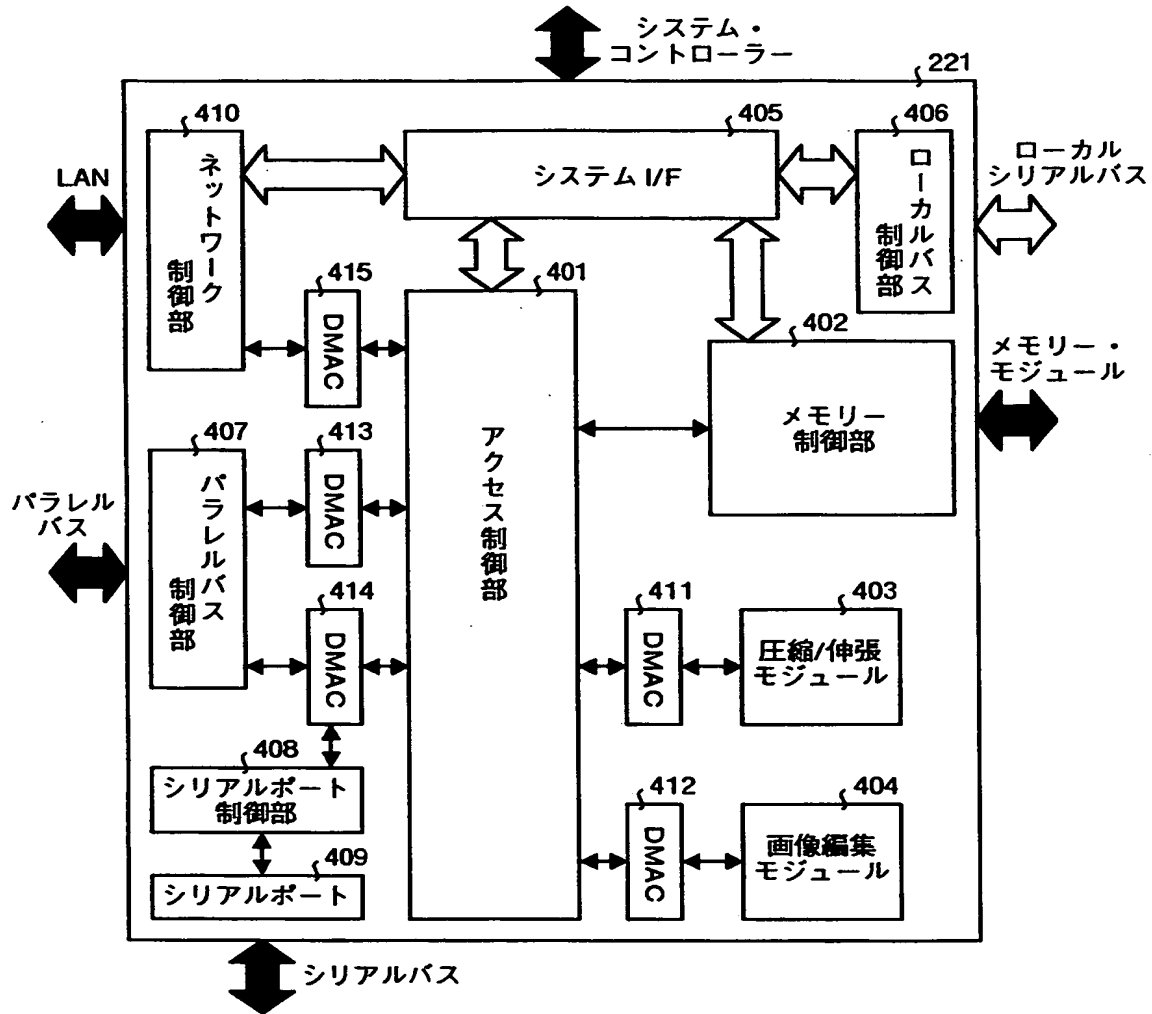 システム・
コントローラー
221
410
405
406
ネットワーク
制御部
システム I/F
ローカルバス
制御部
LAN
ローカル
シリアルバス
415
DMAC
401
アクセス制御部
402
メモリー
制御部
メモリー・
モジュール
407
パラレルバス
制御部
413
DMAC
パラレル
バス
414
DMAC
411
DMAC
403
圧縮/伸張
モジュール
408
シリアルポート
制御部
412
DMAC
404
画像編集
モジュール
409
シリアルポート
シリアルバス